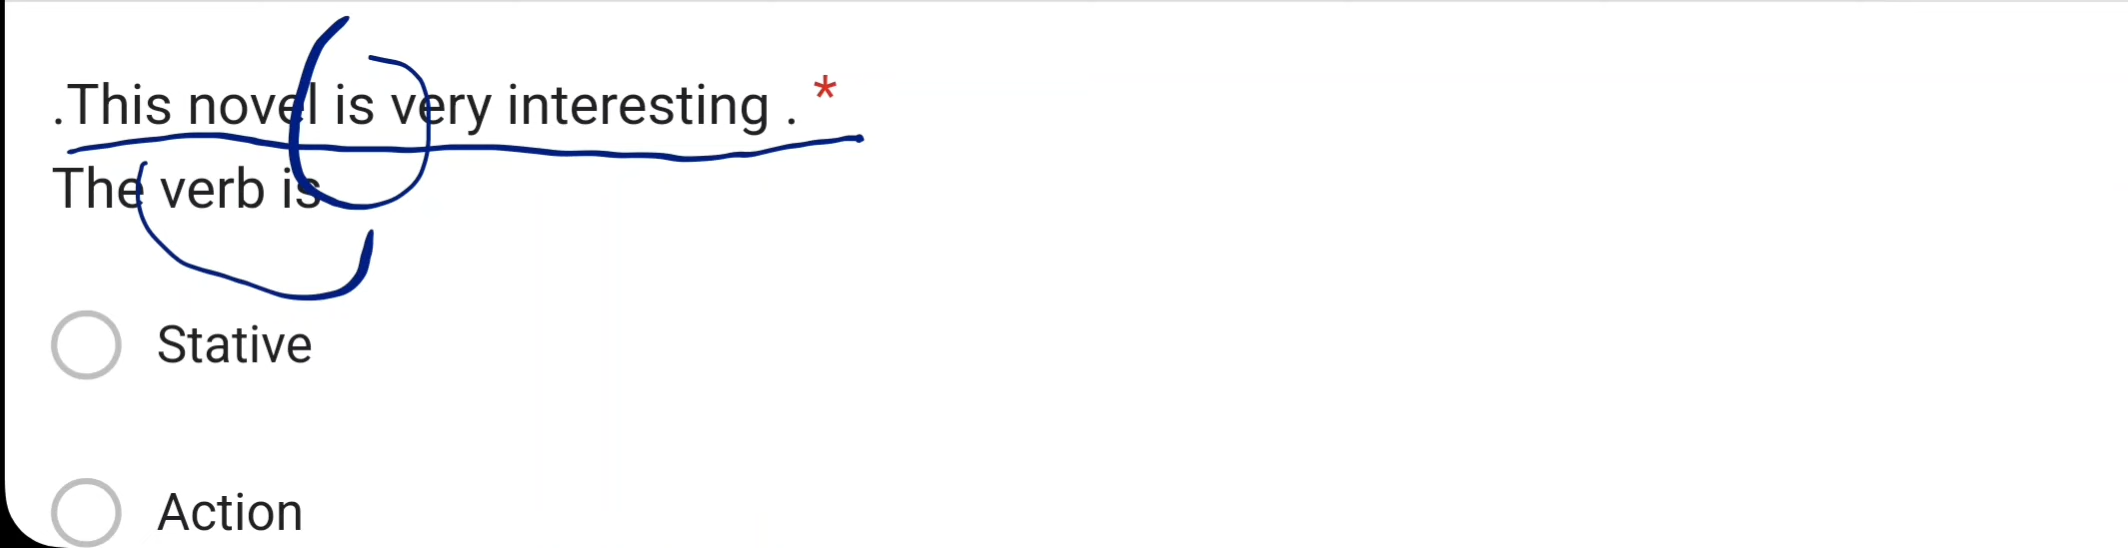 .This novel is very interesting . *
The verb is
Stative
Action